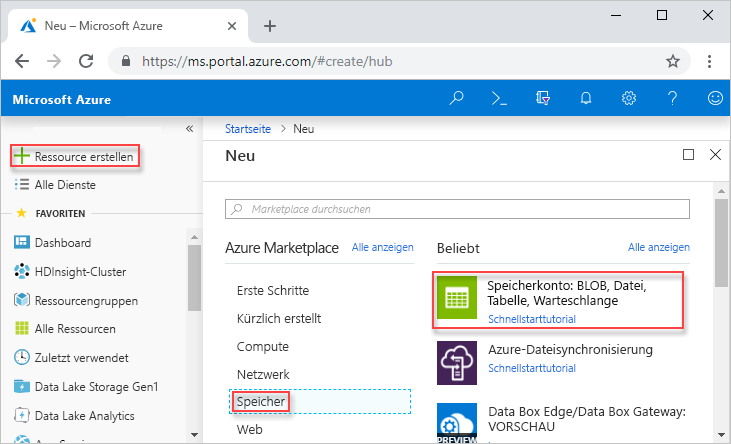 Neu – Microsoft Azure
https://ms.portal.azure.com/#create/hub
Microsoft Azure
Startseite > Neu
Ressource erstellen
Alle Dienste
FAVORITEN
Dashboard
HDInsight-Cluster
Ressourcengruppen
Alle Ressourcen
Zuletzt verwendet
Data Lake Storage Gen1
Data Lake Analytics
Neu
Marketplace durchsuchen
Azure Marketplace Alle anzeigen
Erste Schritte
Kürzlich erstellt
Compute
Netzwerk
Speicher
Web
Beliebt Alle anzeigen
Speicherkonto: BLOB, Datei,
Tabelle, Warteschlange
Schnellstarttutorial
Azure-Dateisynchronisierung
Schnellstarttutorial
Data Box Edge/Data Box Gateway:
VORSCHAU
PREVIEW